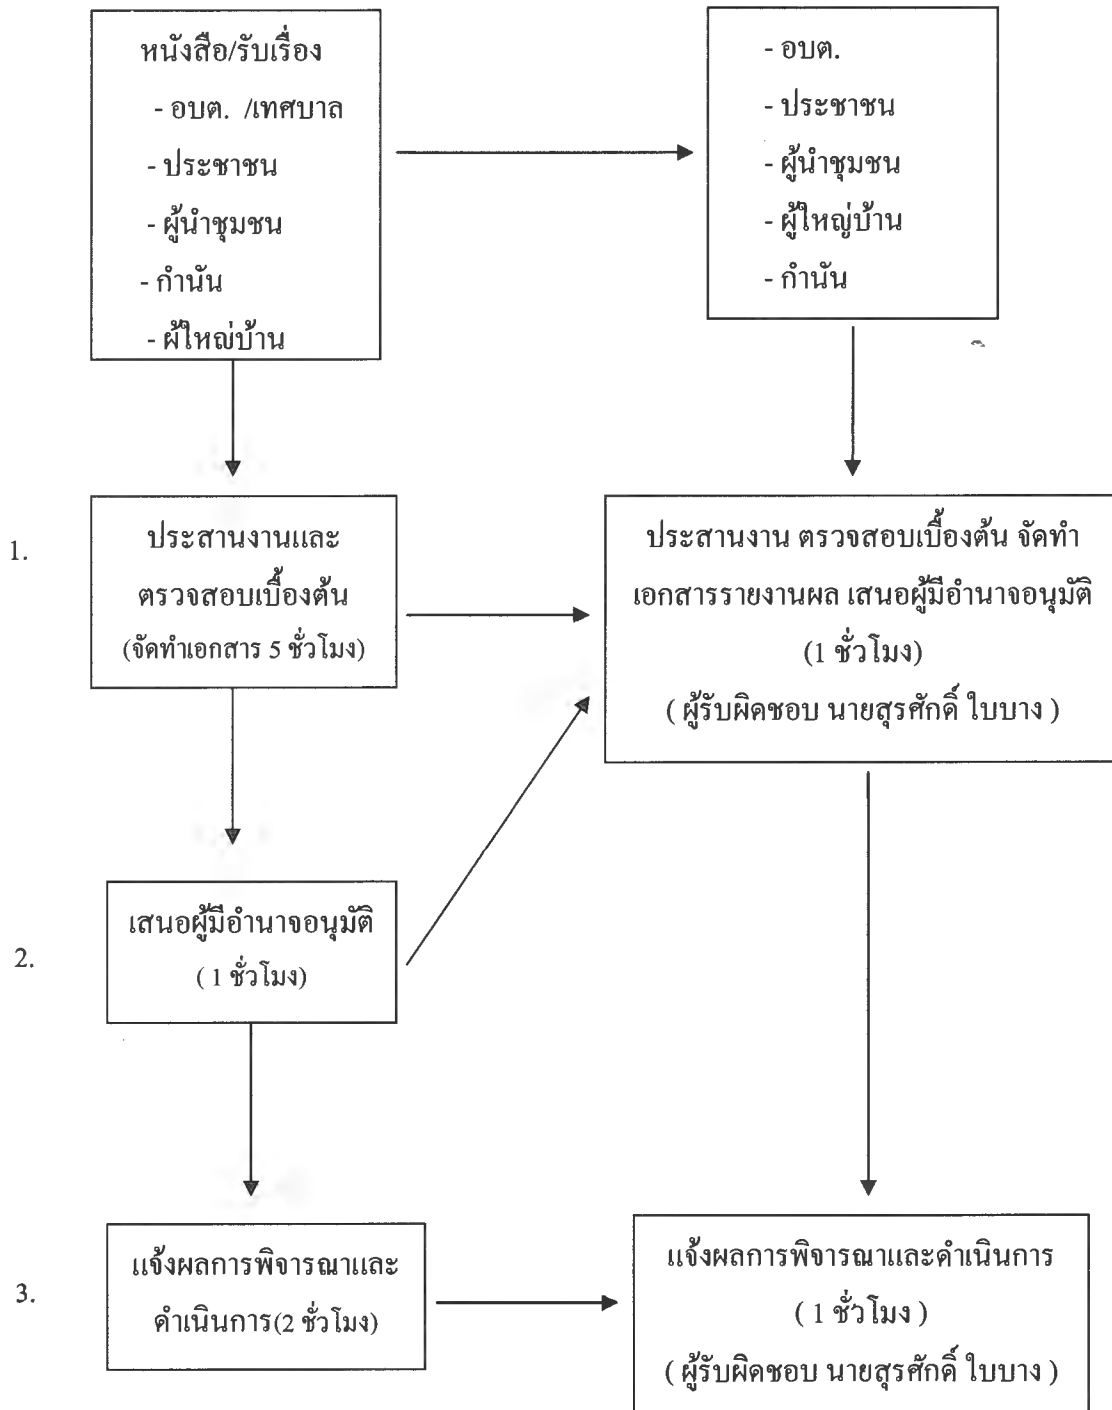 หนังสือ/รับเรื่อง
- อบต. /เทศบาล
- ประชาชน
- ผู้นำชุมชน
- กำนัน
- ผู้ใหญ่บ้าน
- อบต.
- ประชาชน
- ผู้นำชุมชน
- ผู้ใหญ่บ้าน
- กำนัน
1.
ประสานงานและ
ตรวจสอบเบื้องต้น
(จัดทำเอกสาร 5 ชั่วโมง)
ประสานงาน ตรวจสอบเบื้องต้น จัดทำ
เอกสารรายงานผล เสนอผู้มีอำนาจอนุมัติ
(1 ชั่วโมง)
( ผู้รับผิดชอบ นายสุรศักดิ์ ใบบาง )
2.
เสนอผู้มีอำนาจอนุมัติ
( 1 ชั่วโมง)
3.
แจ้งผลการพิจารณาและ
ดำเนินการ(2 ชั่วโมง)
แจ้งผลการพิจารณาและดำเนินการ
( 1 ชั่วโมง )
( ผู้รับผิดชอบ นายสุรศักดิ์ ใบบาง )